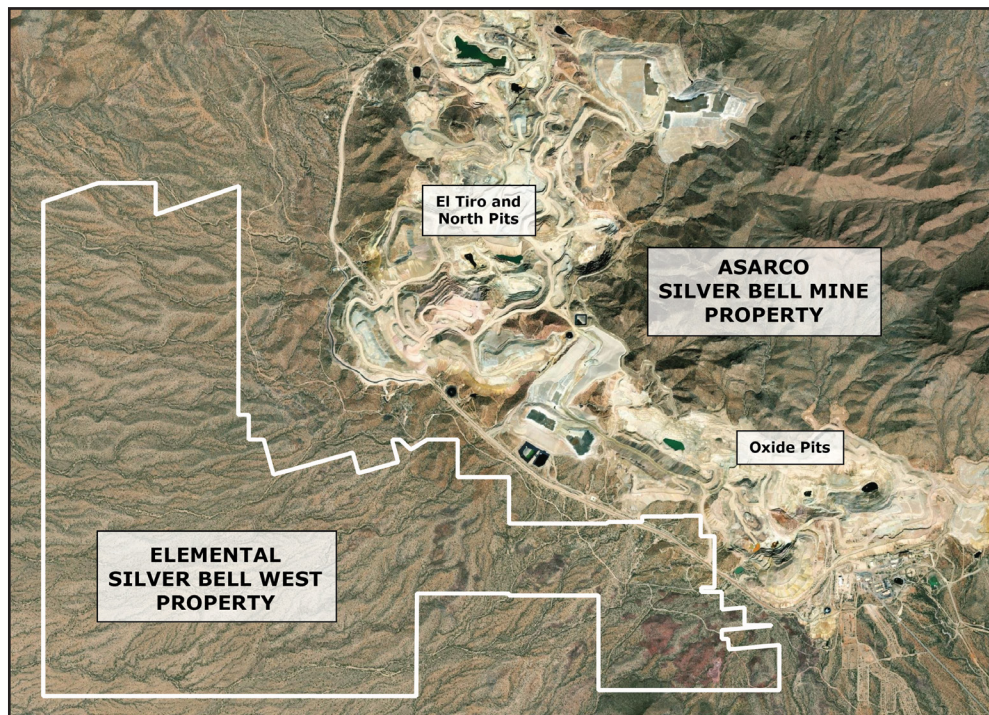 El Tiro and
North Pits
ASARCO
SILVER BELL MINE
PROPERTY
Oxide Pits
ELEMENTAL
SILVER BELL WEST
PROPERTY